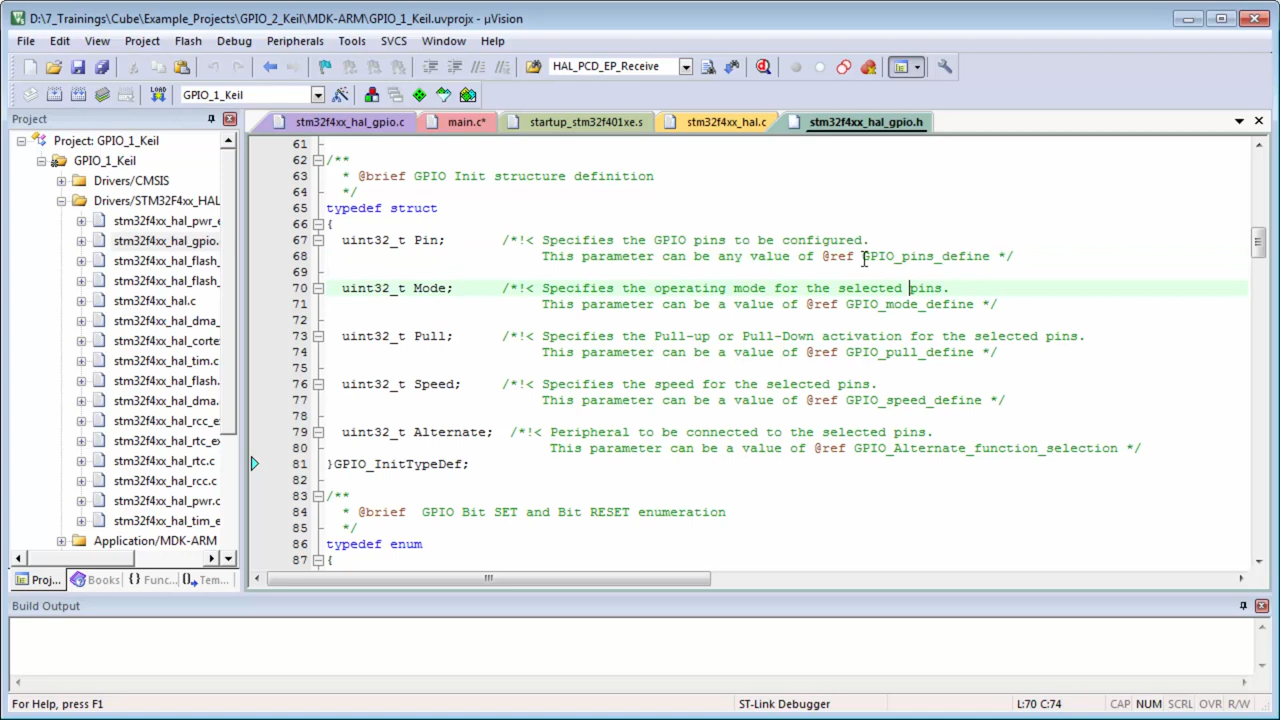 D:\7_Trainings\Cube\Example_Projects\GPIO_2_Keil\MDK-ARM\GPIO_1_Keil.uvprojx - µVision
File Edit View Project Flash Debug Peripherals Tools SVCS Window Help
HAL_PCD_EP_Receive
LOAD GPIO_1_Keil
Project
stm32f4xx_hal_gpio.c main.c* startup_stm32f401xe.s stm32f4xx_hal.c stm32f4xx_hal_gpio.h
Project: GPIO_1_Keil
GPIO_1_Keil
Drivers/CMSIS
Drivers/STM32F4xx_HAL
stm32f4xx_hal_pwr_e
stm32f4xx_hal_gpio.
stm32f4xx_hal_flash_
stm32f4xx_hal_flash_
stm32f4xx_hal.c
stm32f4xx_hal_dma_
stm32f4xx_hal_cortex
stm32f4xx_hal_tim.c
stm32f4xx_hal_flash.
stm32f4xx_hal_dma.
stm32f4xx_hal_rcc_ex
stm32f4xx_hal_rtc_ex
stm32f4xx_hal_rtc.c
stm32f4xx_hal_rcc.c
stm32f4xx_hal_pwr.c
stm32f4xx_hal_tim_e
Application/MDK-ARM
Proj... Books {} Func... Tem...
61
62 /**
63 * @brief GPIO Init structure definition
64 */
65 typedef struct
66 {
67 uint32_t Pin; /*!< Specifies the GPIO pins to be configured.
68 This parameter can be any value of @ref GPIO_pins_define */
69
70 uint32_t Mode; /*!< Specifies the operating mode for the selected pins.
71 This parameter can be a value of @ref GPIO_mode_define */
72
73 uint32_t Pull; /*!< Specifies the Pull-up or Pull-Down activation for the selected pins.
74 This parameter can be a value of @ref GPIO_pull_define */
75
76 uint32_t Speed; /*!< Specifies the speed for the selected pins.
77 This parameter can be a value of @ref GPIO_speed_define */
78
79 uint32_t Alternate; /*!< Peripheral to be connected to the selected pins.
80 This parameter can be a value of @ref GPIO_Alternate_function_selection */
81 }GPIO_InitTypeDef;
82
83 /**
84 * @brief GPIO Bit SET and Bit RESET enumeration
85 */
86 typedef enum
87 {
Build Output
For Help, press F1 ST-Link Debugger L:70 C:74 CAP NUM SCRL OVR R/W